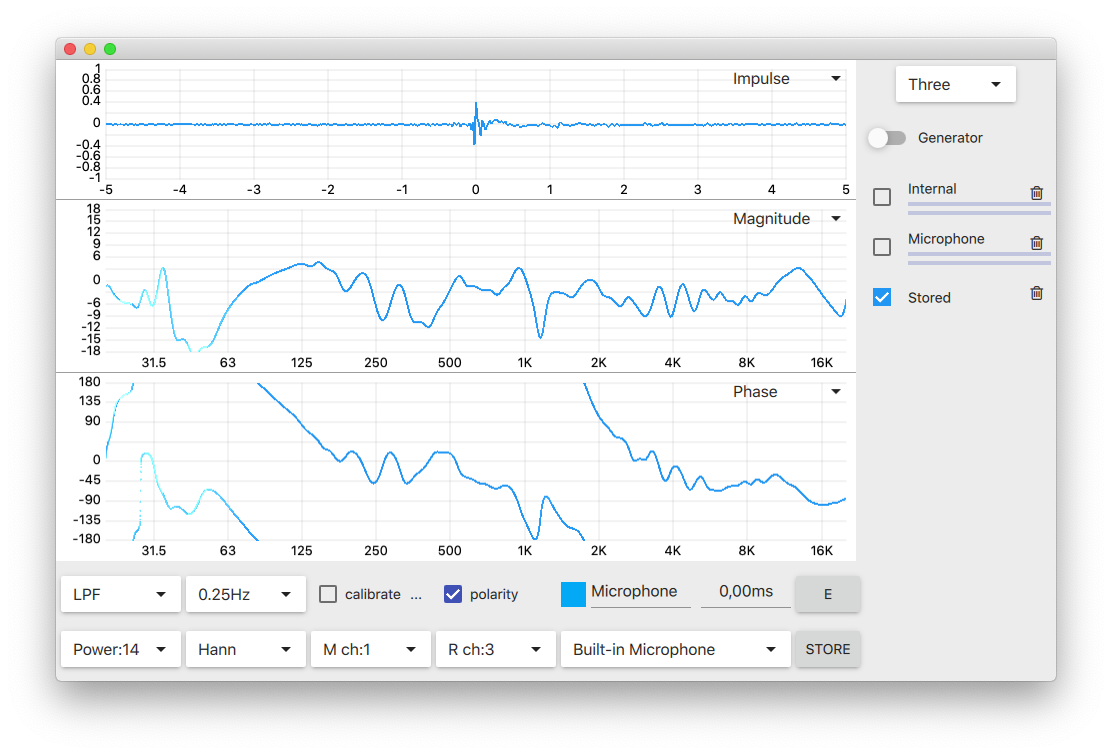 Impulse
1
0.8
0.6
0.4
0
-0.4
-0.6
-0.8
-1
-5 -4 -3 -2 -1 0 1 2 3 4 5
Magnitude
18
15
12
9
6
0
-6
-9
-12
-15
-18
31.5 63 125 250 500 1K 2K 4K 8K 16K
Phase
180
135
90
0
-45
-90
-135
-180
31.5 63 125 250 500 1K 2K 4K 8K 16K
Three
Generator
Internal
Microphone
Stored
LPF 0.25Hz calibrate ... polarity Microphone 0,00ms E
Power:14 Hann M ch:1 R ch:3 Built-in Microphone STORE